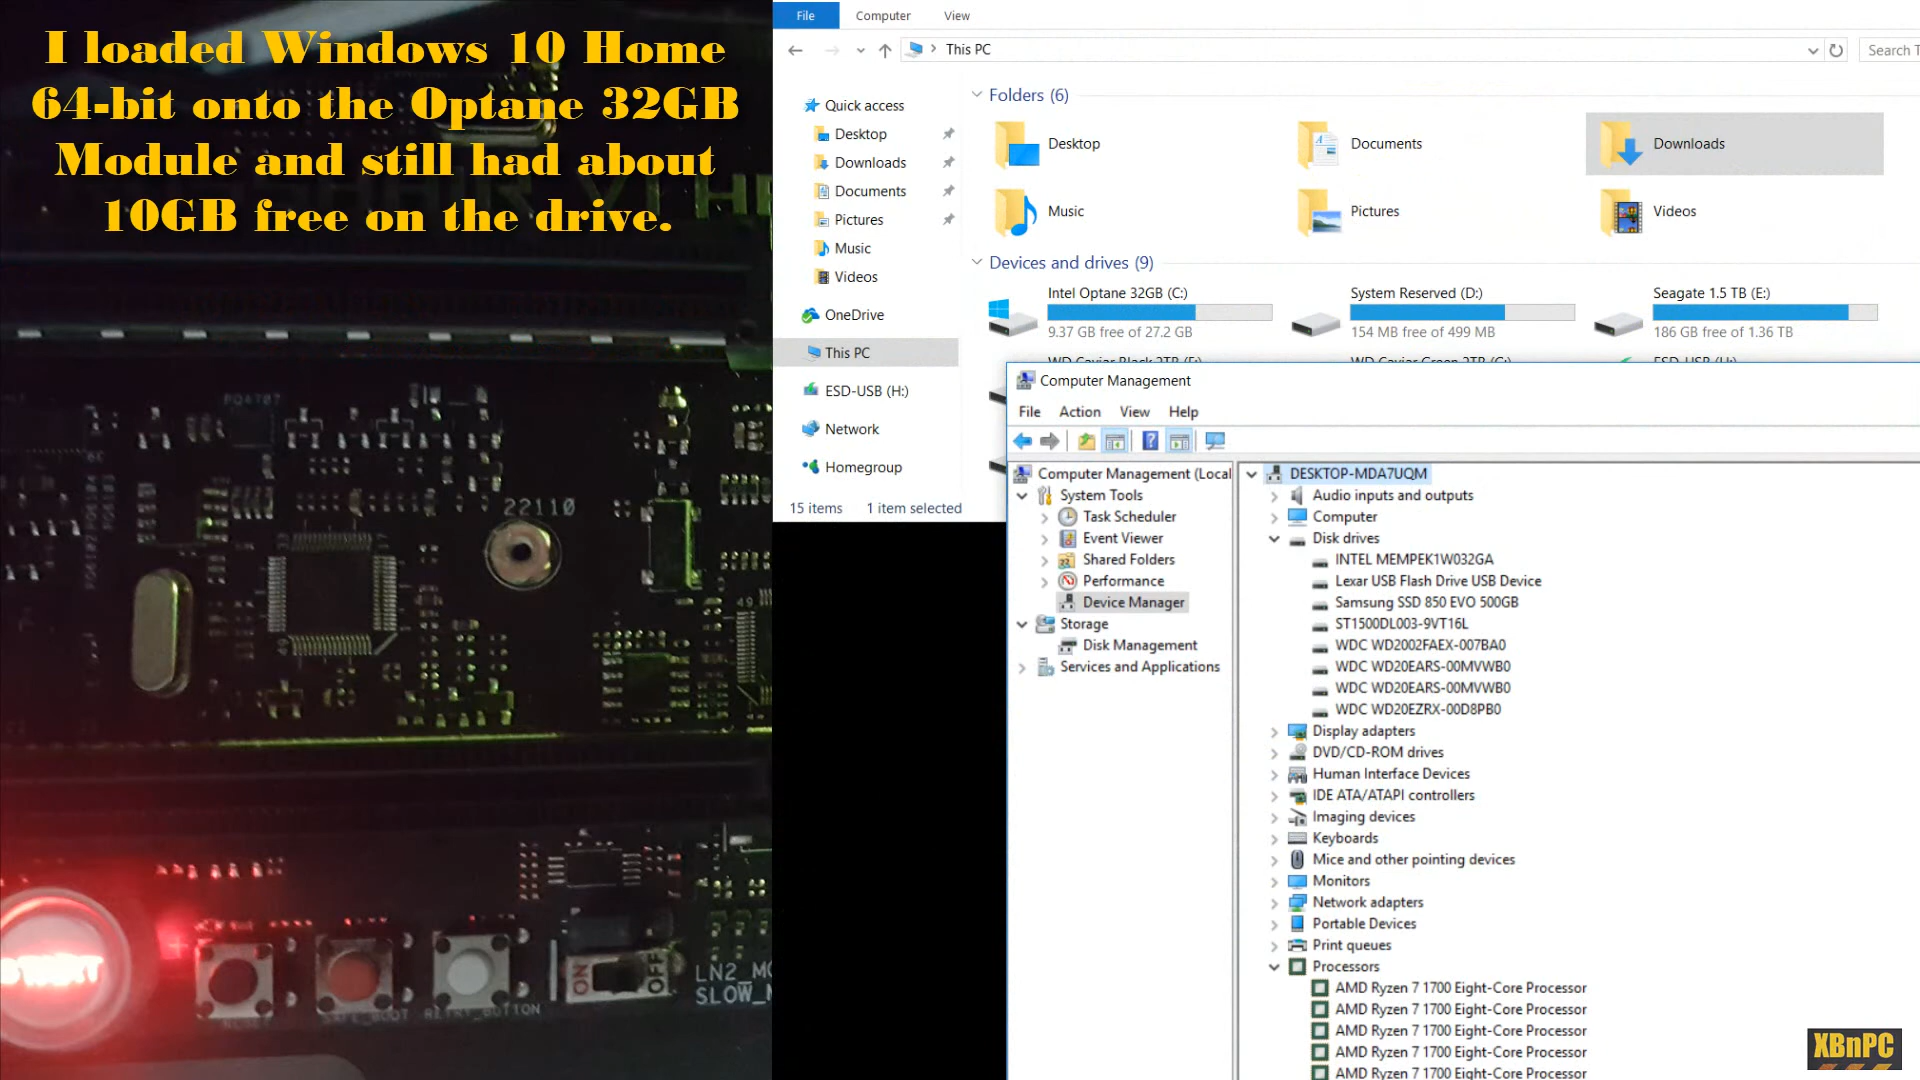 I loaded Windows 10 Home
64-bit onto the Optane 32GB
Module and still had about
10GB free on the drive.
22110
ON
OFF
RETRY_BUTTON
SAFE_BOOT
LN2_MO
SLOW_M
File Computer View
This PC
Search T
Quick access
Desktop
Downloads
Documents
Pictures
Music
Videos
OneDrive
This PC
ESD-USB (H:)
Network
Homegroup
15 items 1 item selected
Folders (6)
Desktop
Documents
Downloads
Music
Pictures
Videos
Devices and drives (9)
Intel Optane 32GB (C:)
9.37 GB free of 27.2 GB
System Reserved (D:)
154 MB free of 499 MB
Seagate 1.5 TB (E:)
186 GB free of 1.36 TB
Computer Management
File Action View Help
Computer Management (Local
System Tools
Task Scheduler
Event Viewer
Shared Folders
Performance
Device Manager
Storage
Disk Management
Services and Applications
DESKTOP-MDA7UQM
Audio inputs and outputs
Computer
Disk drives
INTEL MEMPEK1W032GA
Lexar USB Flash Drive USB Device
Samsung SSD 850 EVO 500GB
ST1500DL003-9VT16L
WDC WD2002FAEX-007BA0
WDC WD20EARS-00MVWB0
WDC WD20EARS-00MVWB0
WDC WD20EZRX-00D8PB0
Display adapters
DVD/CD-ROM drives
Human Interface Devices
IDE ATA/ATAPI controllers
Imaging devices
Keyboards
Mice and other pointing devices
Monitors
Network adapters
Portable Devices
Print queues
Processors
AMD Ryzen 7 1700 Eight-Core Processor
AMD Ryzen 7 1700 Eight-Core Processor
AMD Ryzen 7 1700 Eight-Core Processor
AMD Ryzen 7 1700 Eight-Core Processor
AMD Ryzen 7 1700 Eight-Core Processor
XBnPC